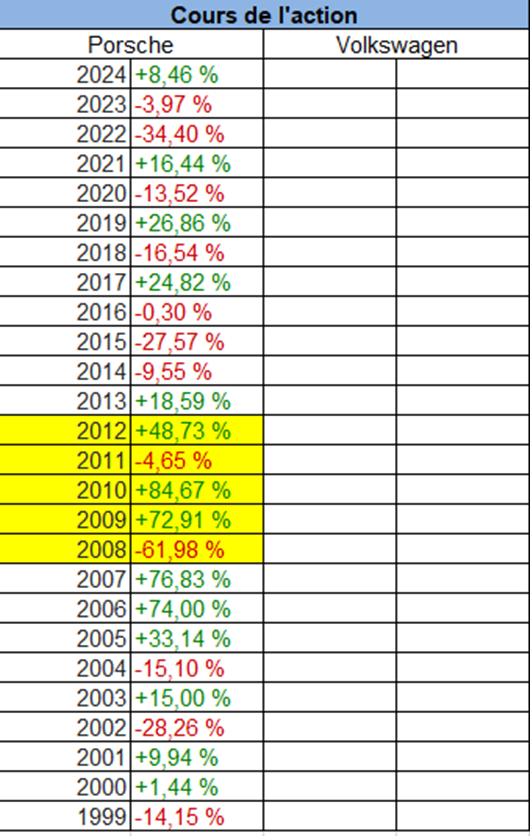 Cours de l'action
Porsche Volkswagen
2024 +8,46 %
2023 -3,97 %
2022 -34,40 %
2021 +16,44 %
2020 -13,52 %
2019 +26,86 %
2018 -16,54 %
2017 +24,82 %
2016 -0,30 %
2015 -27,57 %
2014 -9,55 %
2013 +18,59 %
2012 +48,73 %
2011 -4,65 %
2010 +84,67 %
2009 +72,91 %
2008 -61,98 %
2007 +76,83 %
2006 +74,00 %
2005 +33,14 %
2004 -15,10 %
2003 +15,00 %
2002 -28,26 %
2001 +9,94 %
2000 +1,44 %
1999 -14,15 %